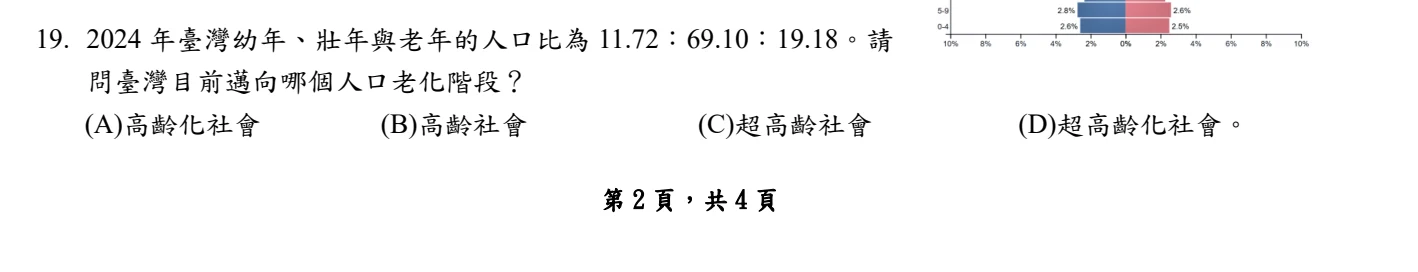 5-9 2.8% 2.6%
0-4 2.6% 2.5%
10% 8% 6% 4% 2% 0% 2% 4% 6% 8% 10%
19. 2024 年臺灣幼年、壯年與老年的人口比為 11.72：69.10：19.18。請
問臺灣目前邁向哪個人口老化階段？
(A)高齡化社會 (B)高齡社會 (C)超高齡社會 (D)超高齡化社會。
第 2 頁，共 4 頁